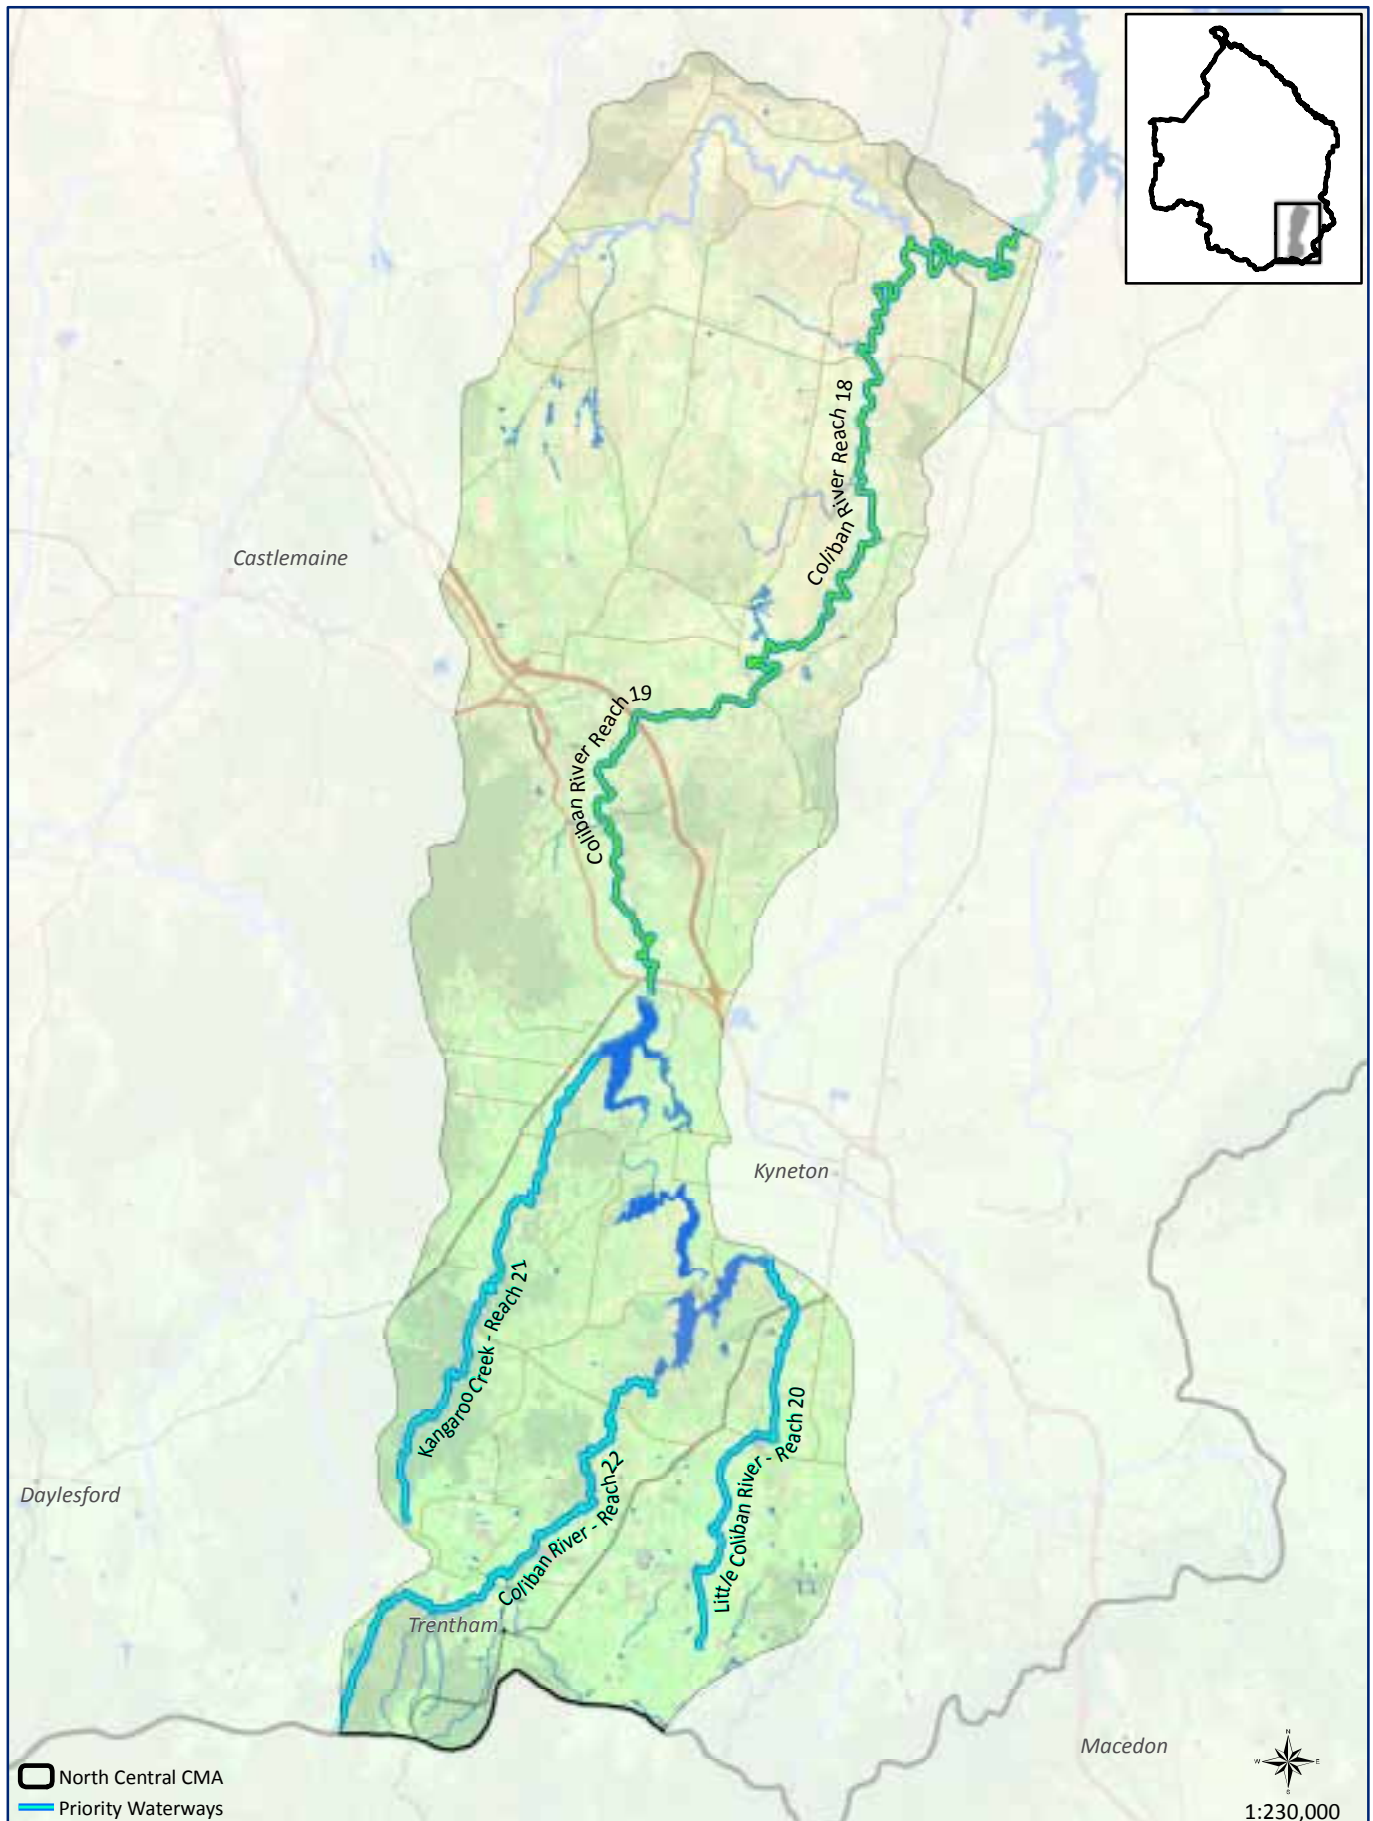 Coliban River Reach 18
Castlemaine
Coliban River Reach 19
Kyneton
Kangaroo Creek - Reach 21
Little Coliban River - Reach 20
Coliban River - Reach 22
Daylesford
Trentham
Macedon
N
W E
S
1:230,000
North Central CMA
Priority Waterways